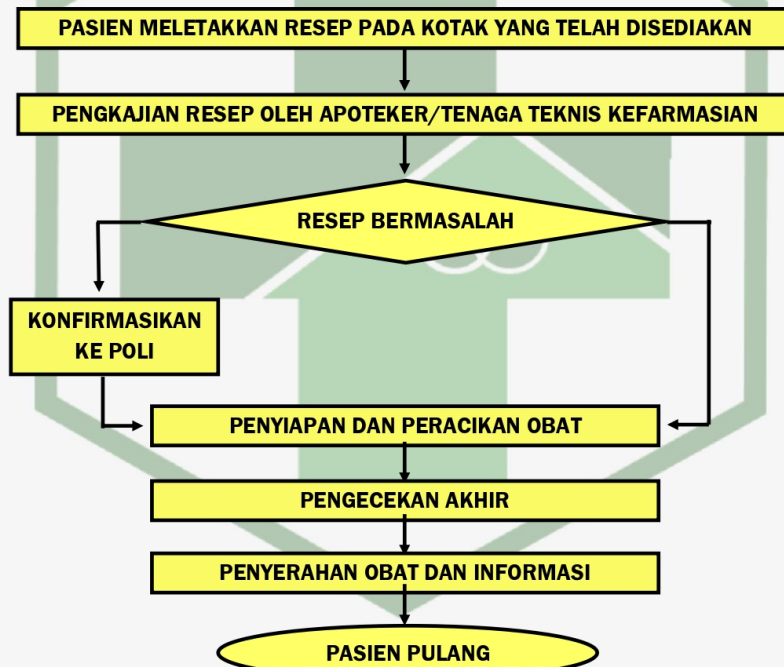 PASIEN MELETAKKAN RESEP PADA KOTAK YANG TELAH DISEDIAKAN
PENGKAJIAN RESEP OLEH APOTEKER/TENAGA TEKNIS KEFARMASIAN
RESEP BERMASALAH
KONFIRMASIKAN
KE POLI
PENYIAPAN DAN PERACIKAN OBAT
PENGECEKAN AKHIR
PENYERAHAN OBAT DAN INFORMASI
PASIEN PULANG